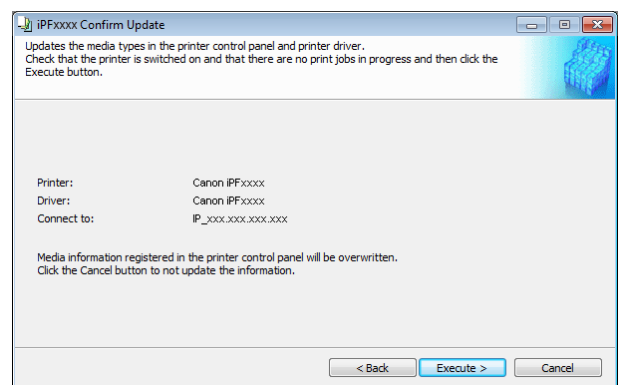 iPFxxxx Confirm Update
Updates the media types in the printer control panel and printer driver.
Check that the printer is switched on and that there are no print jobs in progress and then click the
Execute button.
Printer: Canon iPFxxxx
Driver: Canon iPFxxxx
Connect to: IP_xxx.xxx.xxx.xxx
Media information registered in the printer control panel will be overwritten.
Click the Cancel button to not update the information.
< Back Execute > Cancel